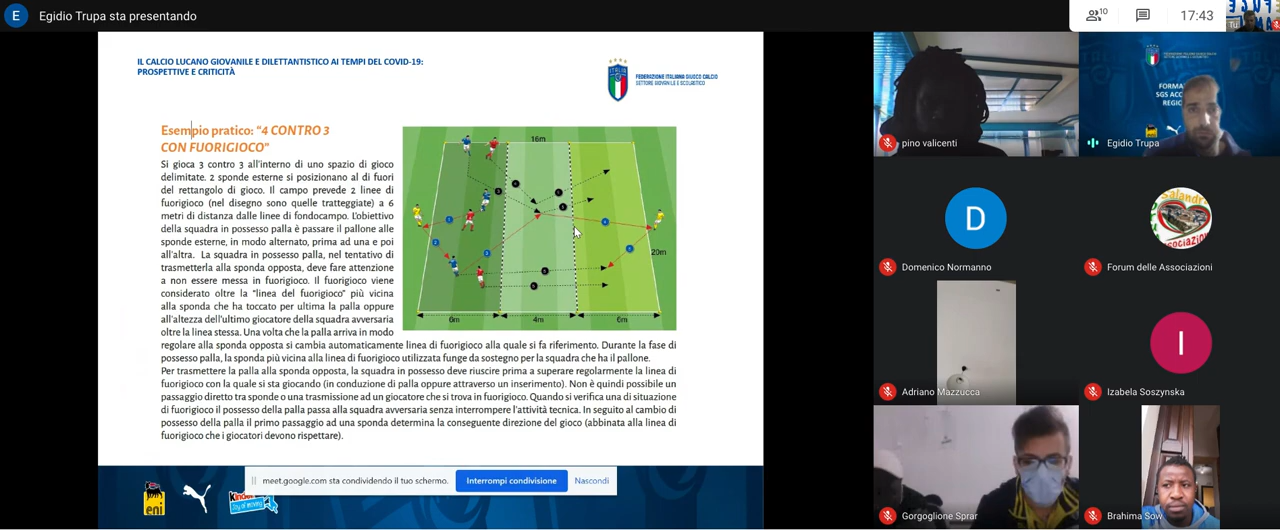 E Egidio Trupa sta presentando
10
17:43
Tu
IL CALCIO LUCANO GIOVANILE E DILETTANTISTICO AI TEMPI DEL COVID-19:
PROSPETTIVE E CRITICITÀ
ITALIA
FEDERAZIONE ITALIANA GIUOCO CALCIO
SETTORE GIOVANILE E SCOLASTICO
Esempio pratico: "4 CONTRO 3
CON FUORIGIOCO"
Si gioca 3 contro 3 all'interno di uno spazio di gioco
delimitate. 2 sponde esterne si posizionano al di fuori
del rettangolo di gioco. Il campo prevede 2 linee di
fuorigioco (nel disegno sono quelle tratteggiate) a 6
metri di distanza dalle linee di fondocampo. L'obiettivo
della squadra in possesso palla è passare il pallone alle
sponde esterne, in modo alternato, prima ad una e poi
all'altra. La squadra in possesso palla, nel tentativo di
trasmetterla alla sponda opposta, deve fare attenzione
a non essere messa in fuorigioco. Il fuorigioco viene
considerato oltre la "linea del fuorigioco" più vicina
alla sponda che ha toccato per ultima la palla oppure
all'altezza dell'ultimo giocatore della squadra avversaria
oltre la linea stessa. Una volta che la palla arriva in modo
regolare alla sponda opposta si cambia automaticamente linea di fuorigioco alla quale si fa riferimento. Durante la fase di
possesso palla, la sponda più vicina alla linea di fuorigioco utilizzata funge da sostegno per la squadra che ha il pallone.
Per trasmettere la palla alla sponda opposta, la squadra in possesso deve riuscire prima a superare regolarmente la linea di
fuorigioco con la quale si sta giocando (in conduzione di palla oppure attraverso un inserimento). Non è quindi possibile un
passaggio diretto tra sponde o una trasmissione ad un giocatore che si trova in fuorigioco. Quando si verifica una di situazione
di fuorigioco il possesso della palla passa alla squadra avversaria senza interrompere l'attività tecnica. In seguito al cambio di
possesso della palla il primo passaggio ad una sponda determina la conseguente direzione del gioco (abbinata alla linea di
fuorigioco che i giocatori devono rispettare).
16m
20m
6m
4m
6m
eni
Kinder
Joy of moving
meet.google.com sta condividendo il tuo schermo.
Interrompi condivisione
Nascondi
pino valicenti
SGS
Egidio Trupa
D
Domenico Normanno
Salandra
Forum delle Associazioni
Adriano Mazzucca
I
Izabela Soszynska
Gorgoglione Sprar
Brahima Sow